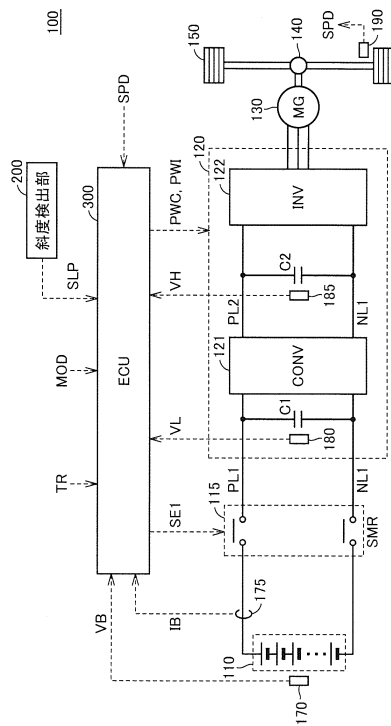 100
200
斜度検出部
SLP
MOD
TR
300
ECU
SPD
VB
IB
SE1
VL
VH
PWC, PWI
190
SPD
150
140
130
MG
120
122
INV
C2
185
PL2
NL1
121
CONV
C1
180
PL1
NL1
115
SMR
175
110
170